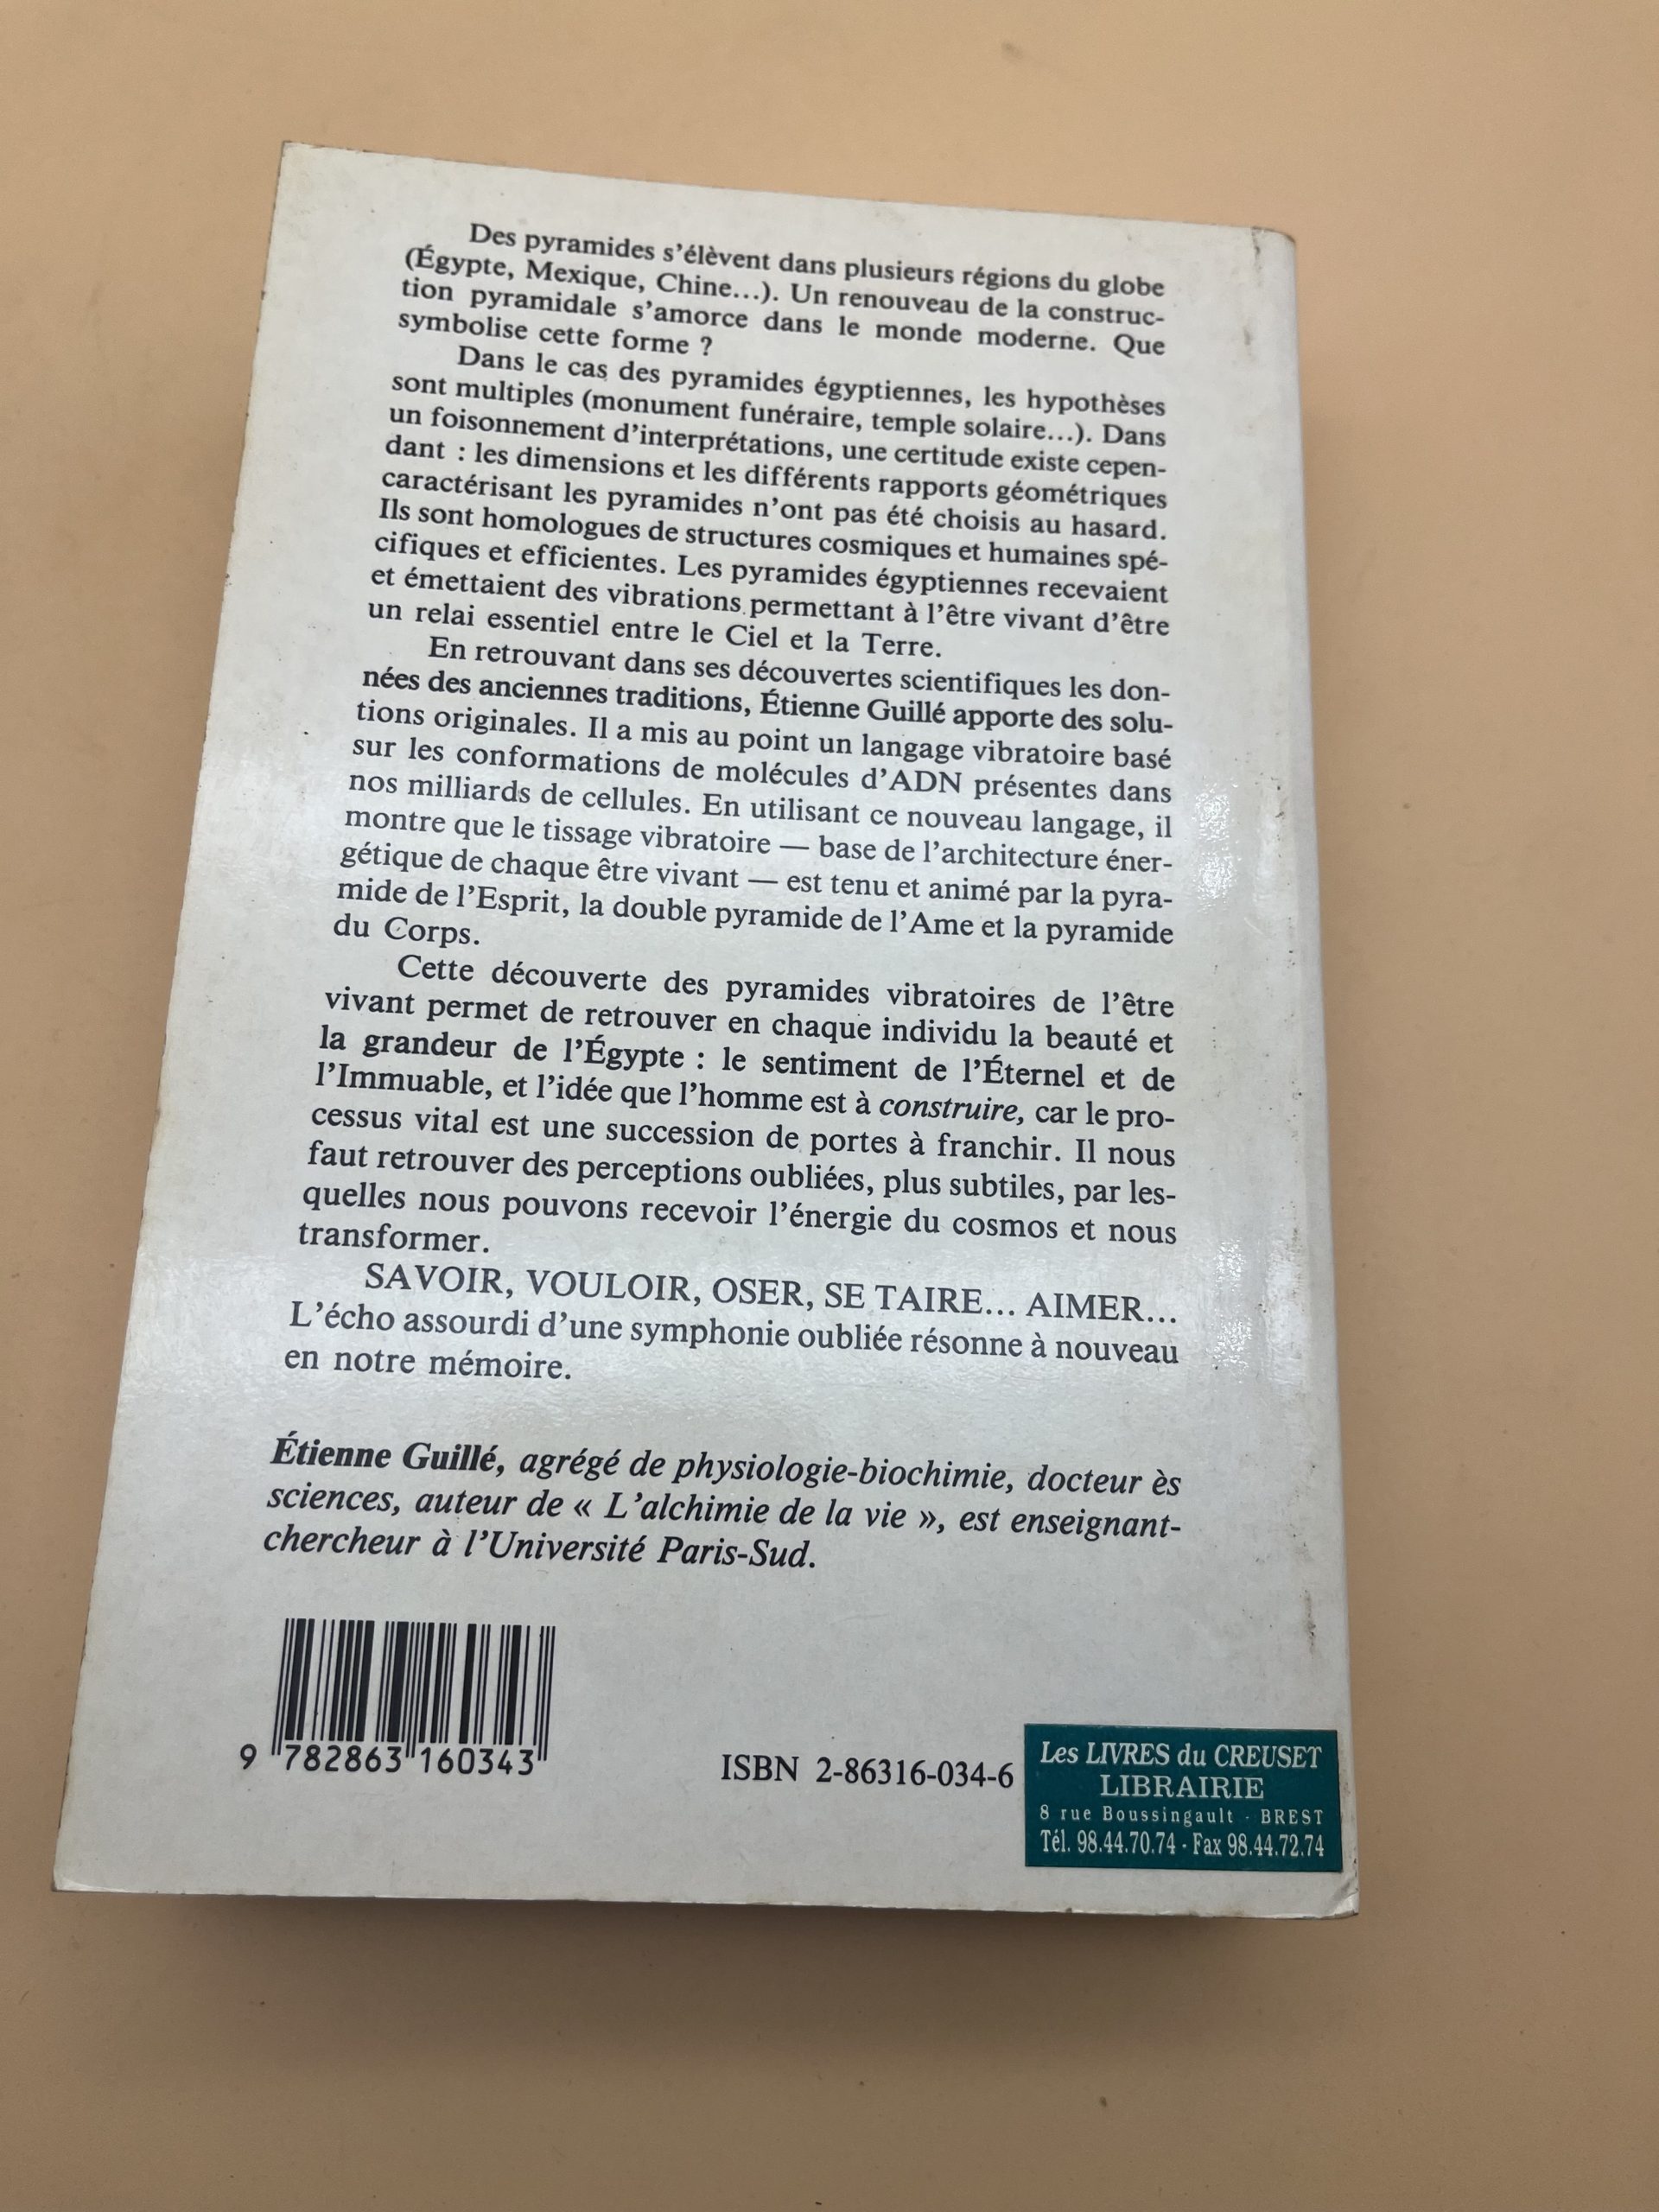 Des pyramides s'élèvent dans plusieurs régions du globe
(Égypte, Mexique, Chine...). Un renouveau de la construc-
tion pyramidale s'amorce dans le monde moderne. Que
symbolise cette forme ?
Dans le cas des pyramides égyptiennes, les hypothèses
sont multiples (monument funéraire, temple solaire...). Dans
un foisonnement d'interprétations, une certitude existe cepen-
dant : les dimensions et les différents rapports géométriques
caractérisant les pyramides n'ont pas été choisis au hasard.
Ils sont homologues de structures cosmiques et humaines spé-
cifiques et efficientes. Les pyramides égyptiennes recevaient
et émettaient des vibrations permettant à l'être vivant d'être
un relai essentiel entre le Ciel et la Terre.
En retrouvant dans ses découvertes scientifiques les don-
nées des anciennes traditions, Étienne Guillé apporte des solu-
tions originales. Il a mis au point un langage vibratoire basé
sur les conformations de molécules d'ADN présentes dans
nos milliards de cellules. En utilisant ce nouveau langage, il
montre que le tissage vibratoire — base de l'architecture éner-
gétique de chaque être vivant — est tenu et animé par la pyra-
mide de l'Esprit, la double pyramide de l'Ame et la pyramide
du Corps.
Cette découverte des pyramides vibratoires de l'être
vivant permet de retrouver en chaque individu la beauté et
la grandeur de l'Égypte : le sentiment de l'Éternel et de
l'Immuable, et l'idée que l'homme est à construire, car le pro-
cessus vital est une succession de portes à franchir. Il nous
faut retrouver des perceptions oubliées, plus subtiles, par les-
quelles nous pouvons recevoir l'énergie du cosmos et nous
transformer.
SAVOIR, VOULOIR, OSER, SE TAIRE... AIMER...
L'écho assourdi d'une symphonie oubliée résonne à nouveau
en notre mémoire.
Étienne Guillé, agrégé de physiologie-biochimie, docteur ès
sciences, auteur de « L'alchimie de la vie », est enseignant-
chercheur à l'Université Paris-Sud.
9 782863 160343
ISBN 2-86316-034-6
Les LIVRES du CREUSET
LIBRAIRIE
8 rue Boussingault - BREST
Tél. 98.44.70.74 - Fax 98.44.72.74